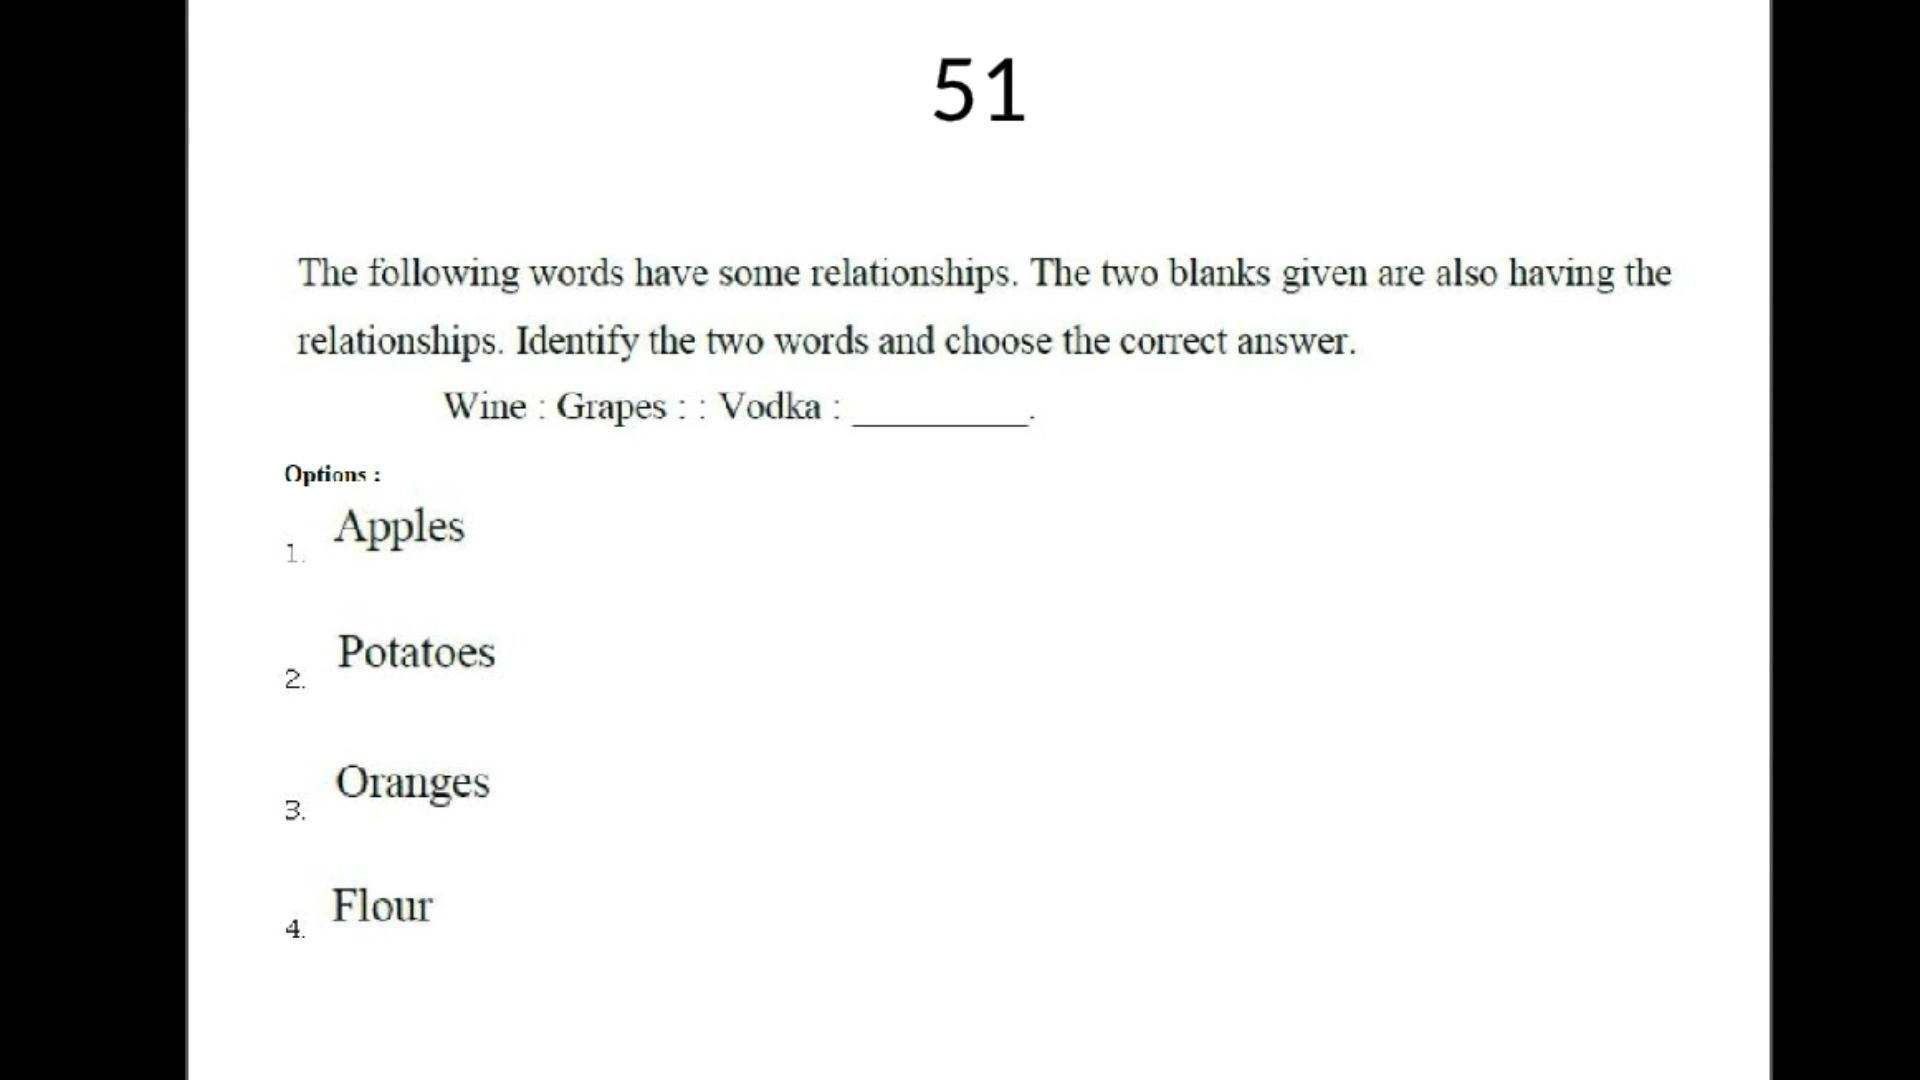 51
The following words have some relationships. The two blanks given are also having the
relationships. Identify the two words and choose the correct answer.
Wine : Grapes : : Vodka : _________.
Options :
1. Apples
2. Potatoes
3. Oranges
4. Flour